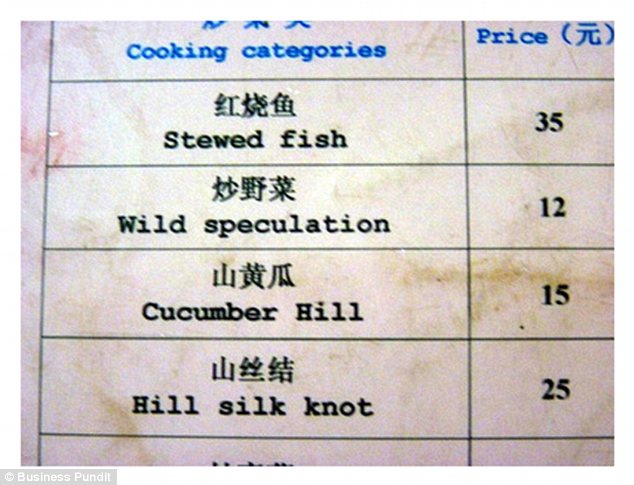 Cooking categories
Price (元)
红烧鱼
Stewed fish
35
炒野菜
Wild speculation
12
山黄瓜
Cucumber Hill
15
山丝结
Hill silk knot
25
© Business Pundit